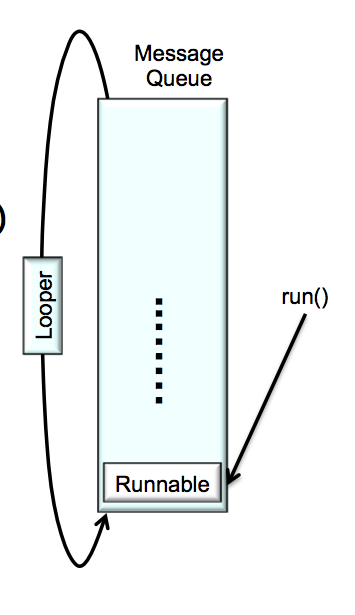 Message
Queue
)
Looper
run()
Runnable